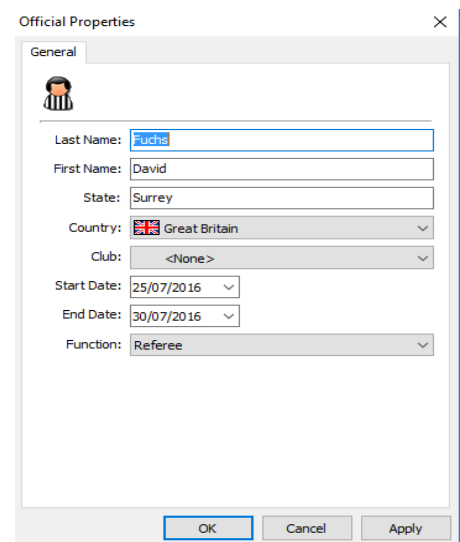 Official Properties
General
Last Name: Fuchs
First Name: David
State: Surrey
Country: Great Britain
Club: <None>
Start Date: 25/07/2016
End Date: 30/07/2016
Function: Referee
OK Cancel Apply